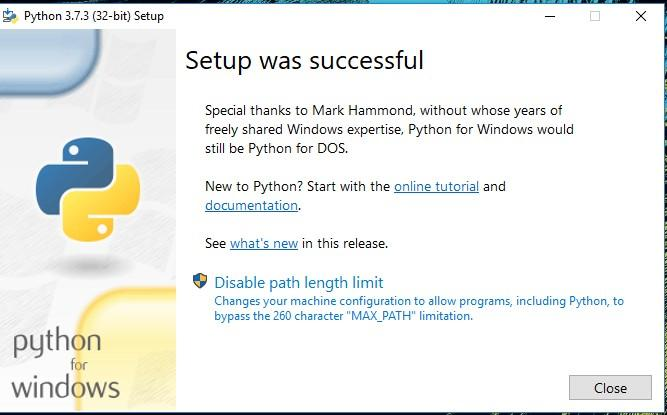 Python 3.7.3 (32-bit) Setup
Setup was successful
Special thanks to Mark Hammond, without whose years of
freely shared Windows expertise, Python for Windows would
still be Python for DOS.
New to Python? Start with the online tutorial and
documentation.
See what's new in this release.
Disable path length limit
Changes your machine configuration to allow programs, including Python, to
bypass the 260 character "MAX_PATH" limitation.
python
for
windows
Close